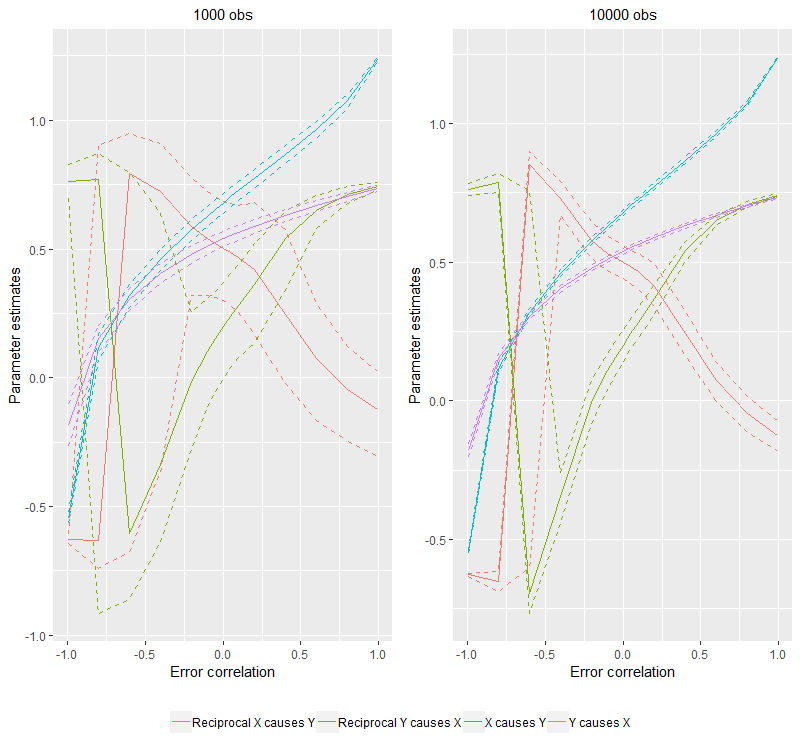 1000 obs
10000 obs
Parameter estimates
1.0
0.5
0.0
-0.5
-1.0
-1.0 -0.5 0.0 0.5 1.0
Error correlation
Parameter estimates
1.0
0.5
0.0
-0.5
-1.0 -0.5 0.0 0.5 1.0
Error correlation
Reciprocal X causes Y Reciprocal Y causes X X causes Y Y causes X